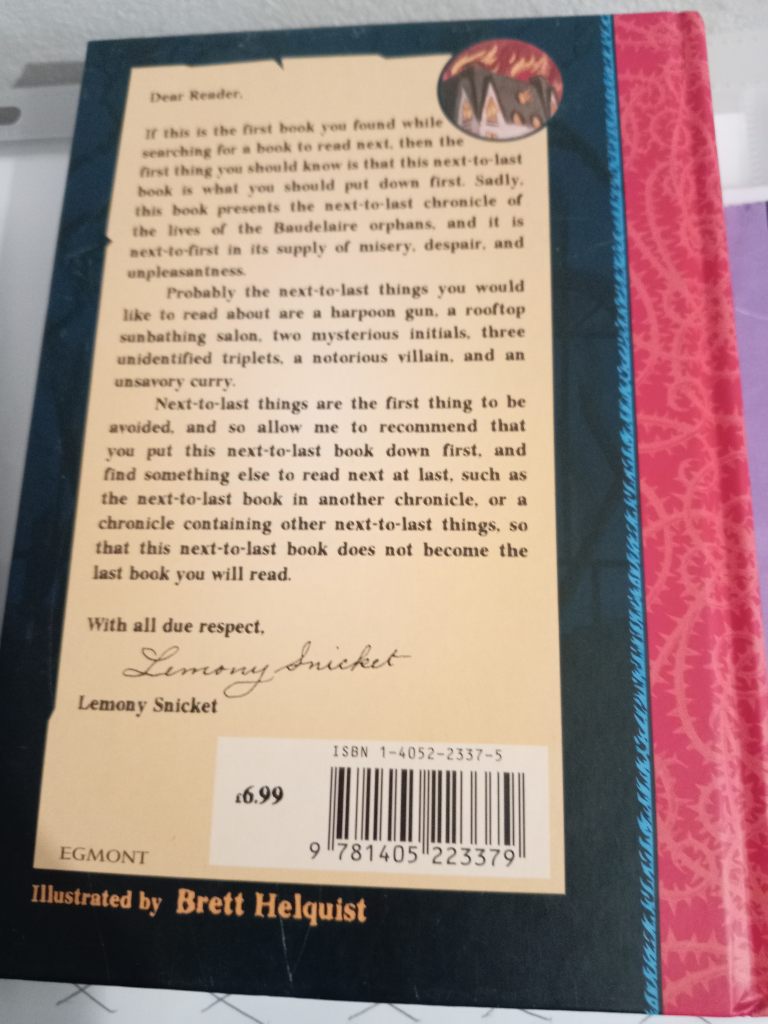 Dear Reader,
If this is the first book you found while
searching for a book to read next, then the
first thing you should know is that this next-to-last
book is what you should put down first. Sadly,
this book presents the next-to-last chronicle of
the lives of the Baudelaire orphans, and it is
next-to-first in its supply of misery, despair, and
unpleasantness.
Probably the next-to-last things you would
like to read about are a harpoon gun, a rooftop
sunbathing salon, two mysterious initials, three
unidentified triplets, a notorious villain, and an
unsavory curry.
Next-to-last things are the first thing to be
avoided, and so allow me to recommend that
you put this next-to-last book down first, and
find something else to read next at last, such as
the next-to-last book in another chronicle, or a
chronicle containing other next-to-last things, so
that this next-to-last book does not become the
last book you will read.
With all due respect,
Lemony Snicket
Lemony Snicket
ISBN 1-4052-2337-5
£6.99
9 781405 223379
EGMONT
Illustrated by Brett Helquist